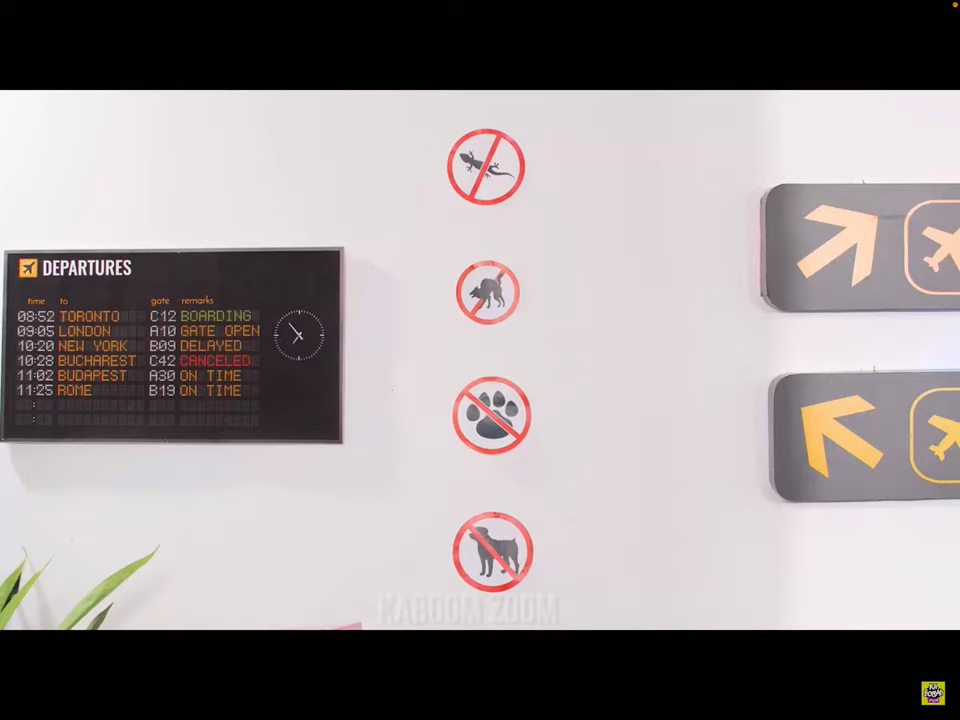 DEPARTURES
time to gate remarks
08:52 TORONTO C12 BOARDING
09:05 LONDON A10 GATE OPEN
10:20 NEW YORK B09 DELAYED
10:28 BUCHAREST C42 CANCELED
11:02 BUDAPEST A30 ON TIME
11:25 ROME B19 ON TIME
KABOOM ZOOM